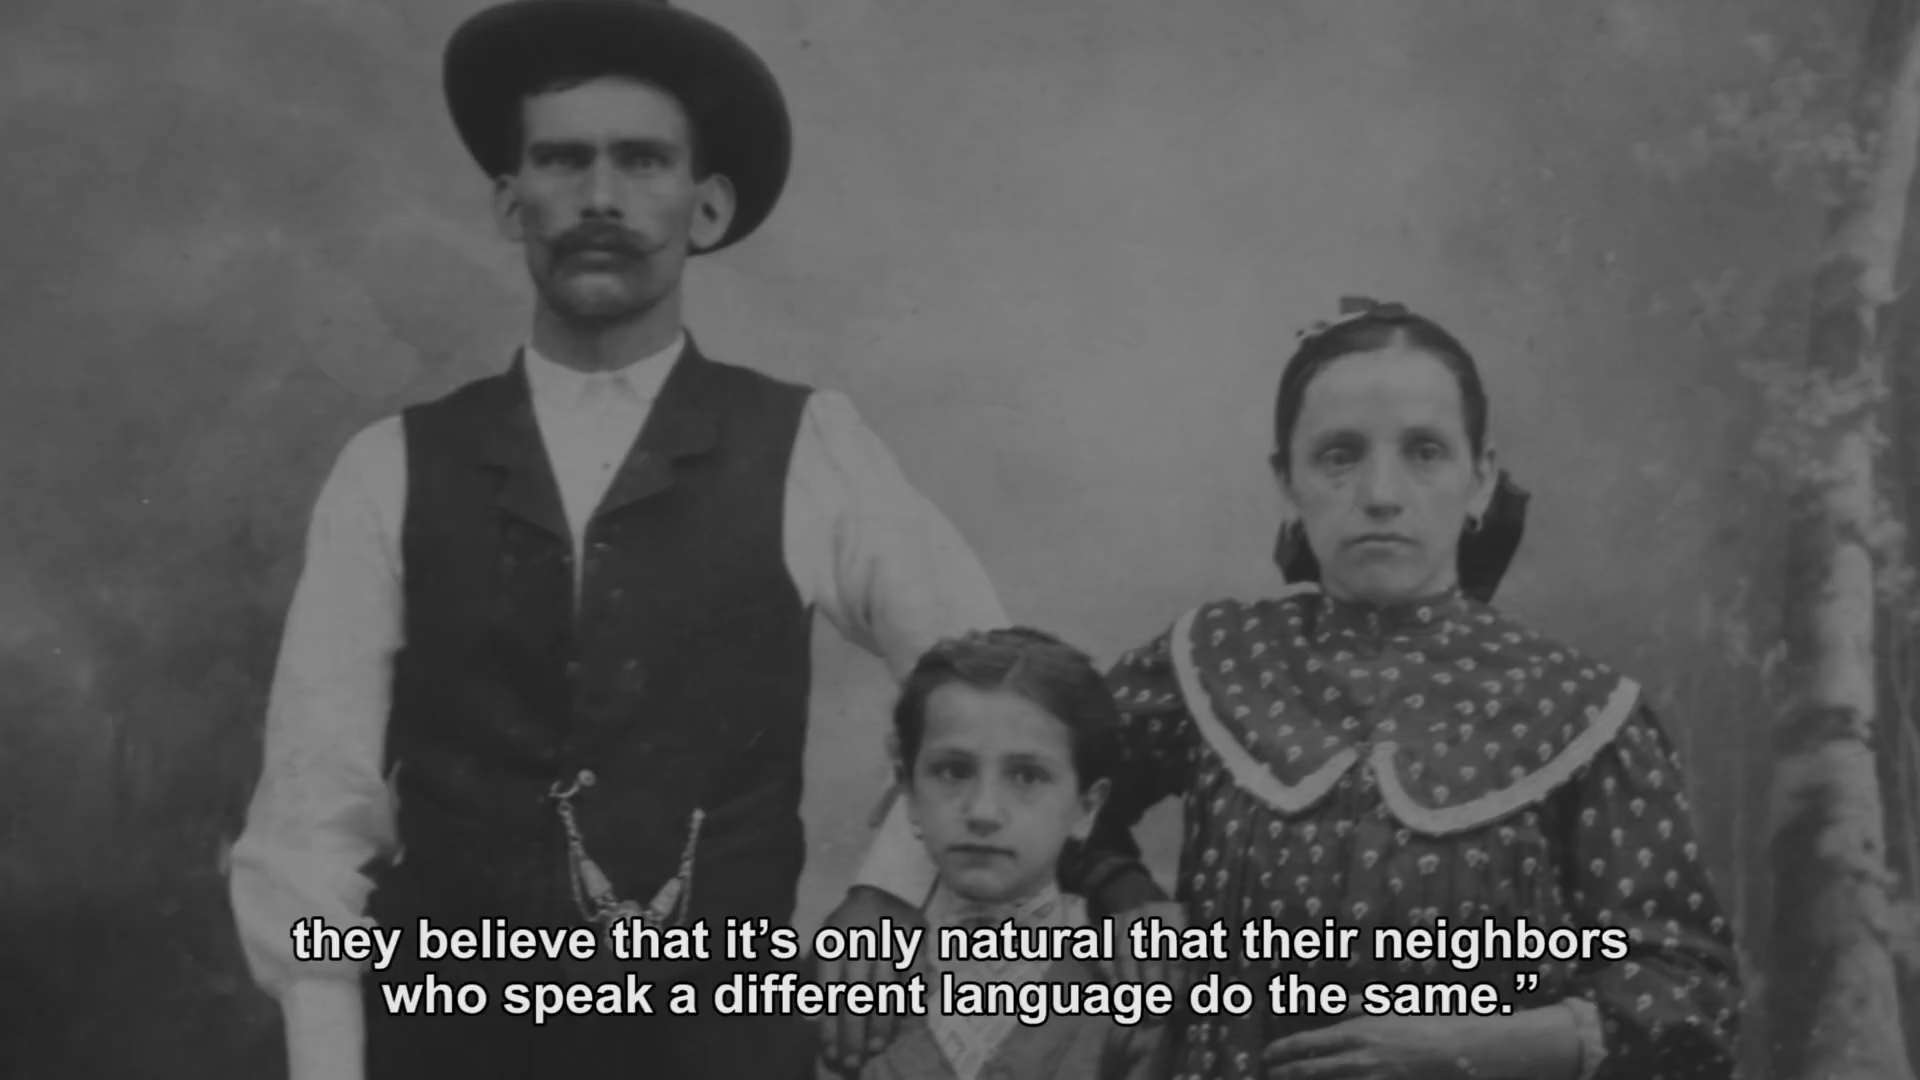 they believe that it’s only natural that their neighbors
who speak a different language do the same.”